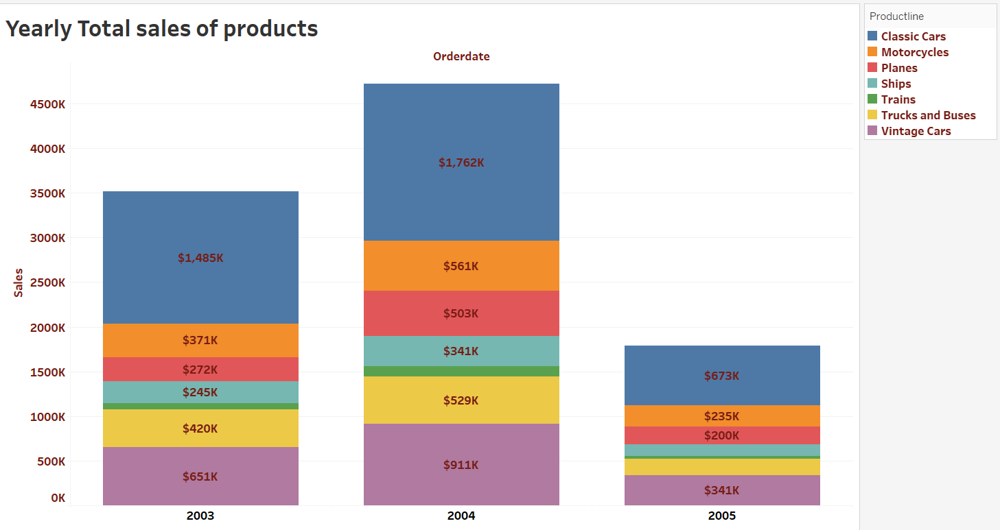 Yearly Total sales of products
Orderdate
Sales
4500K
4000K
3500K
3000K
2500K
2000K
1500K
1000K
500K
0K
$1,485K
$371K
$272K
$245K
$420K
$651K
$1,762K
$561K
$503K
$341K
$529K
$911K
$673K
$235K
$200K
$341K
2003
2004
2005
Productline
Classic Cars
Motorcycles
Planes
Ships
Trains
Trucks and Buses
Vintage Cars